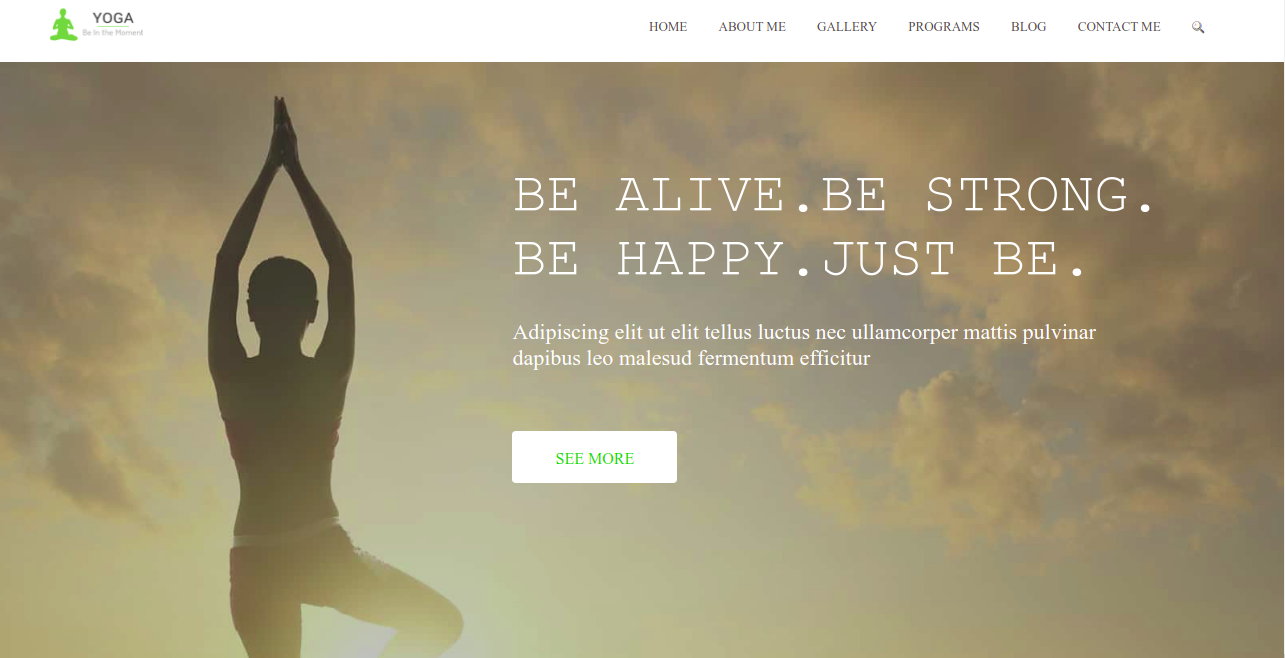 YOGA
Be In the Moment
HOME ABOUT ME GALLERY PROGRAMS BLOG CONTACT ME
BE ALIVE.BE STRONG.
BE HAPPY.JUST BE.
Adipiscing elit ut elit tellus luctus nec ullamcorper mattis pulvinar
dapibus leo malesud fermentum efficitur
SEE MORE